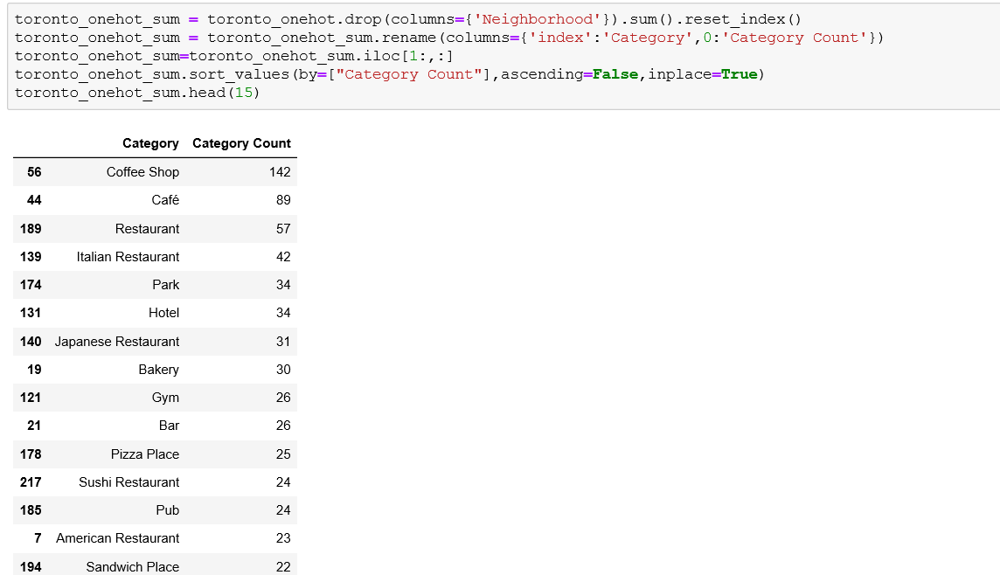 toronto_onehot_sum = toronto_onehot.drop(columns={'Neighborhood'}).sum().reset_index()
toronto_onehot_sum = toronto_onehot_sum.rename(columns={'index':'Category',0:'Category Count'})
toronto_onehot_sum=toronto_onehot_sum.iloc[1:,:]
toronto_onehot_sum.sort_values(by=["Category Count"],ascending=False,inplace=True)
toronto_onehot_sum.head(15)
Category Category Count
56 Coffee Shop 142
44 Café 89
189 Restaurant 57
139 Italian Restaurant 42
174 Park 34
131 Hotel 34
140 Japanese Restaurant 31
19 Bakery 30
121 Gym 26
21 Bar 26
178 Pizza Place 25
217 Sushi Restaurant 24
185 Pub 24
7 American Restaurant 23
194 Sandwich Place 22